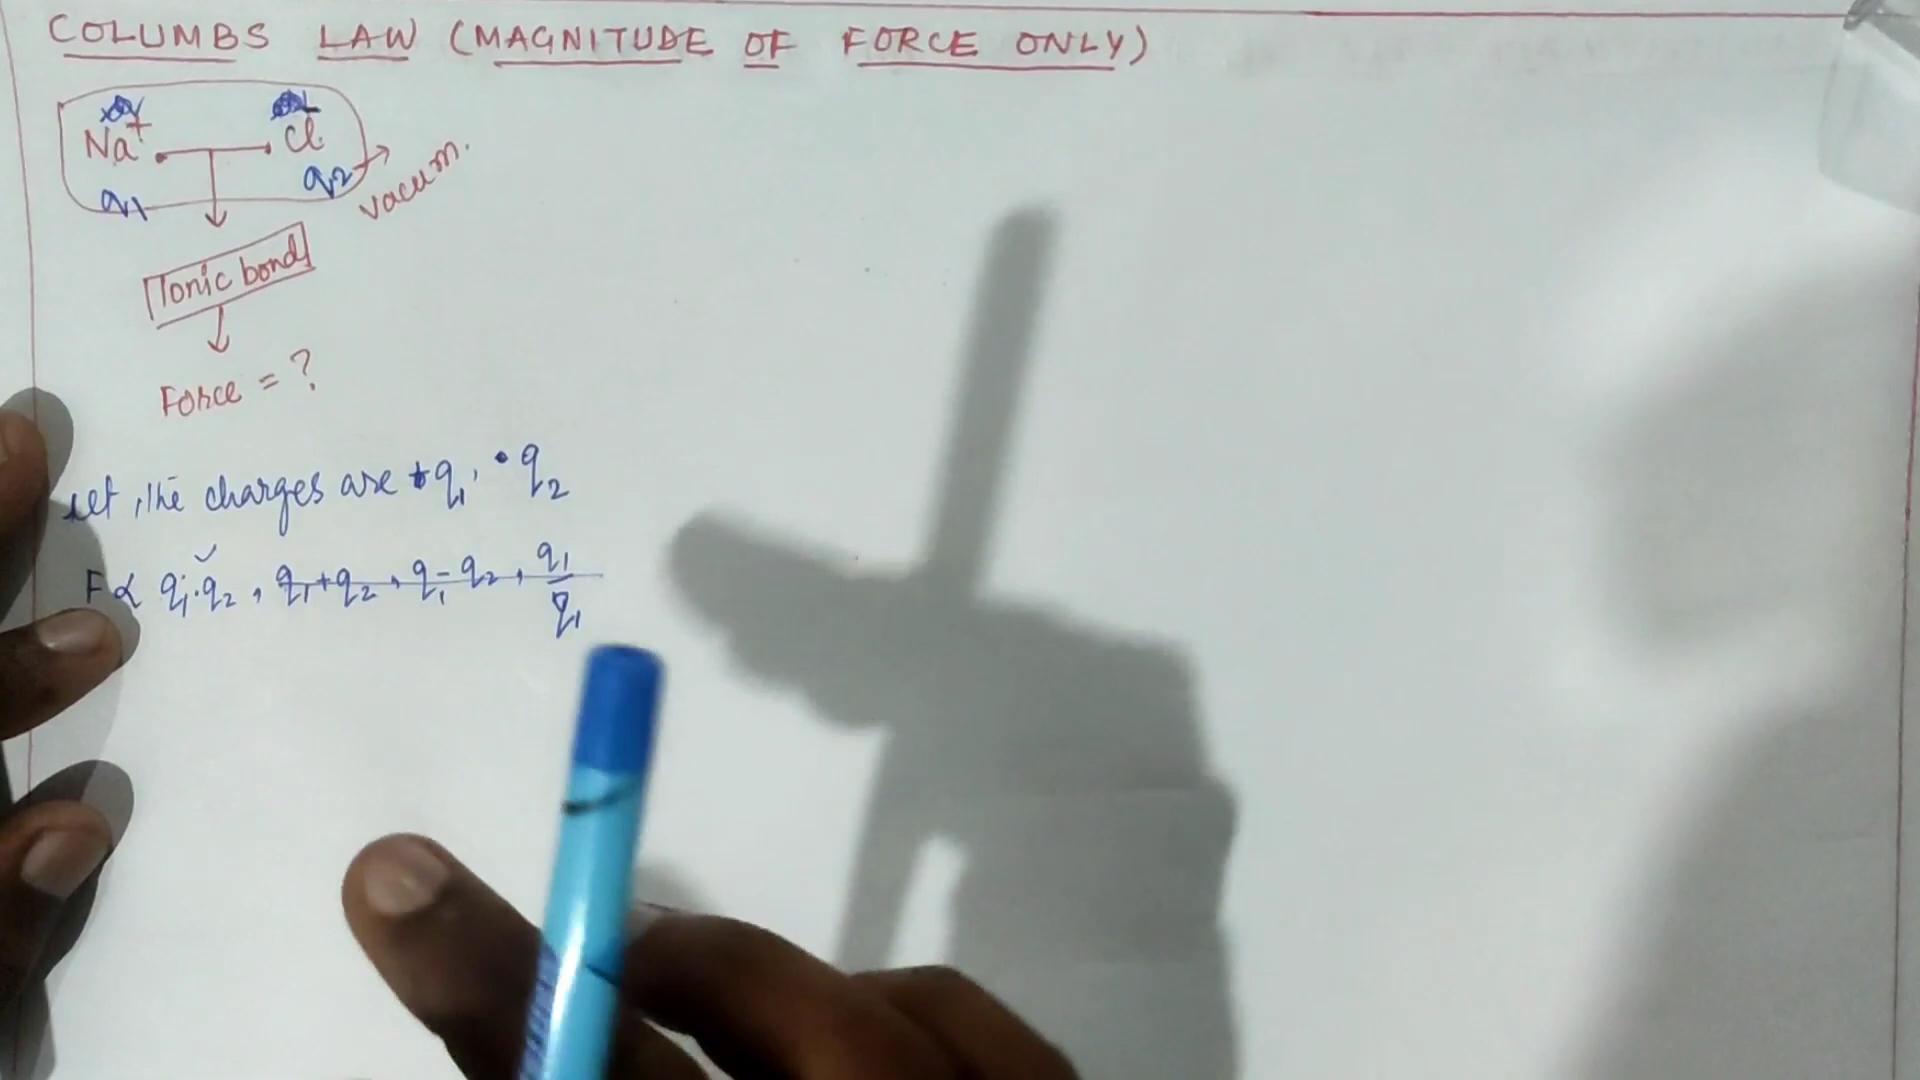 COLUMBS LAW (MAGNITUDE OF FORCE ONLY)
Na⁺ Cl
q₁ q₂
vacum.
Ionic bond
Force = ?
Let, the charges are q₁, q₂
F ∝ q₁.q₂, q₁+q₂, q₁-q₂, q₁/q₁